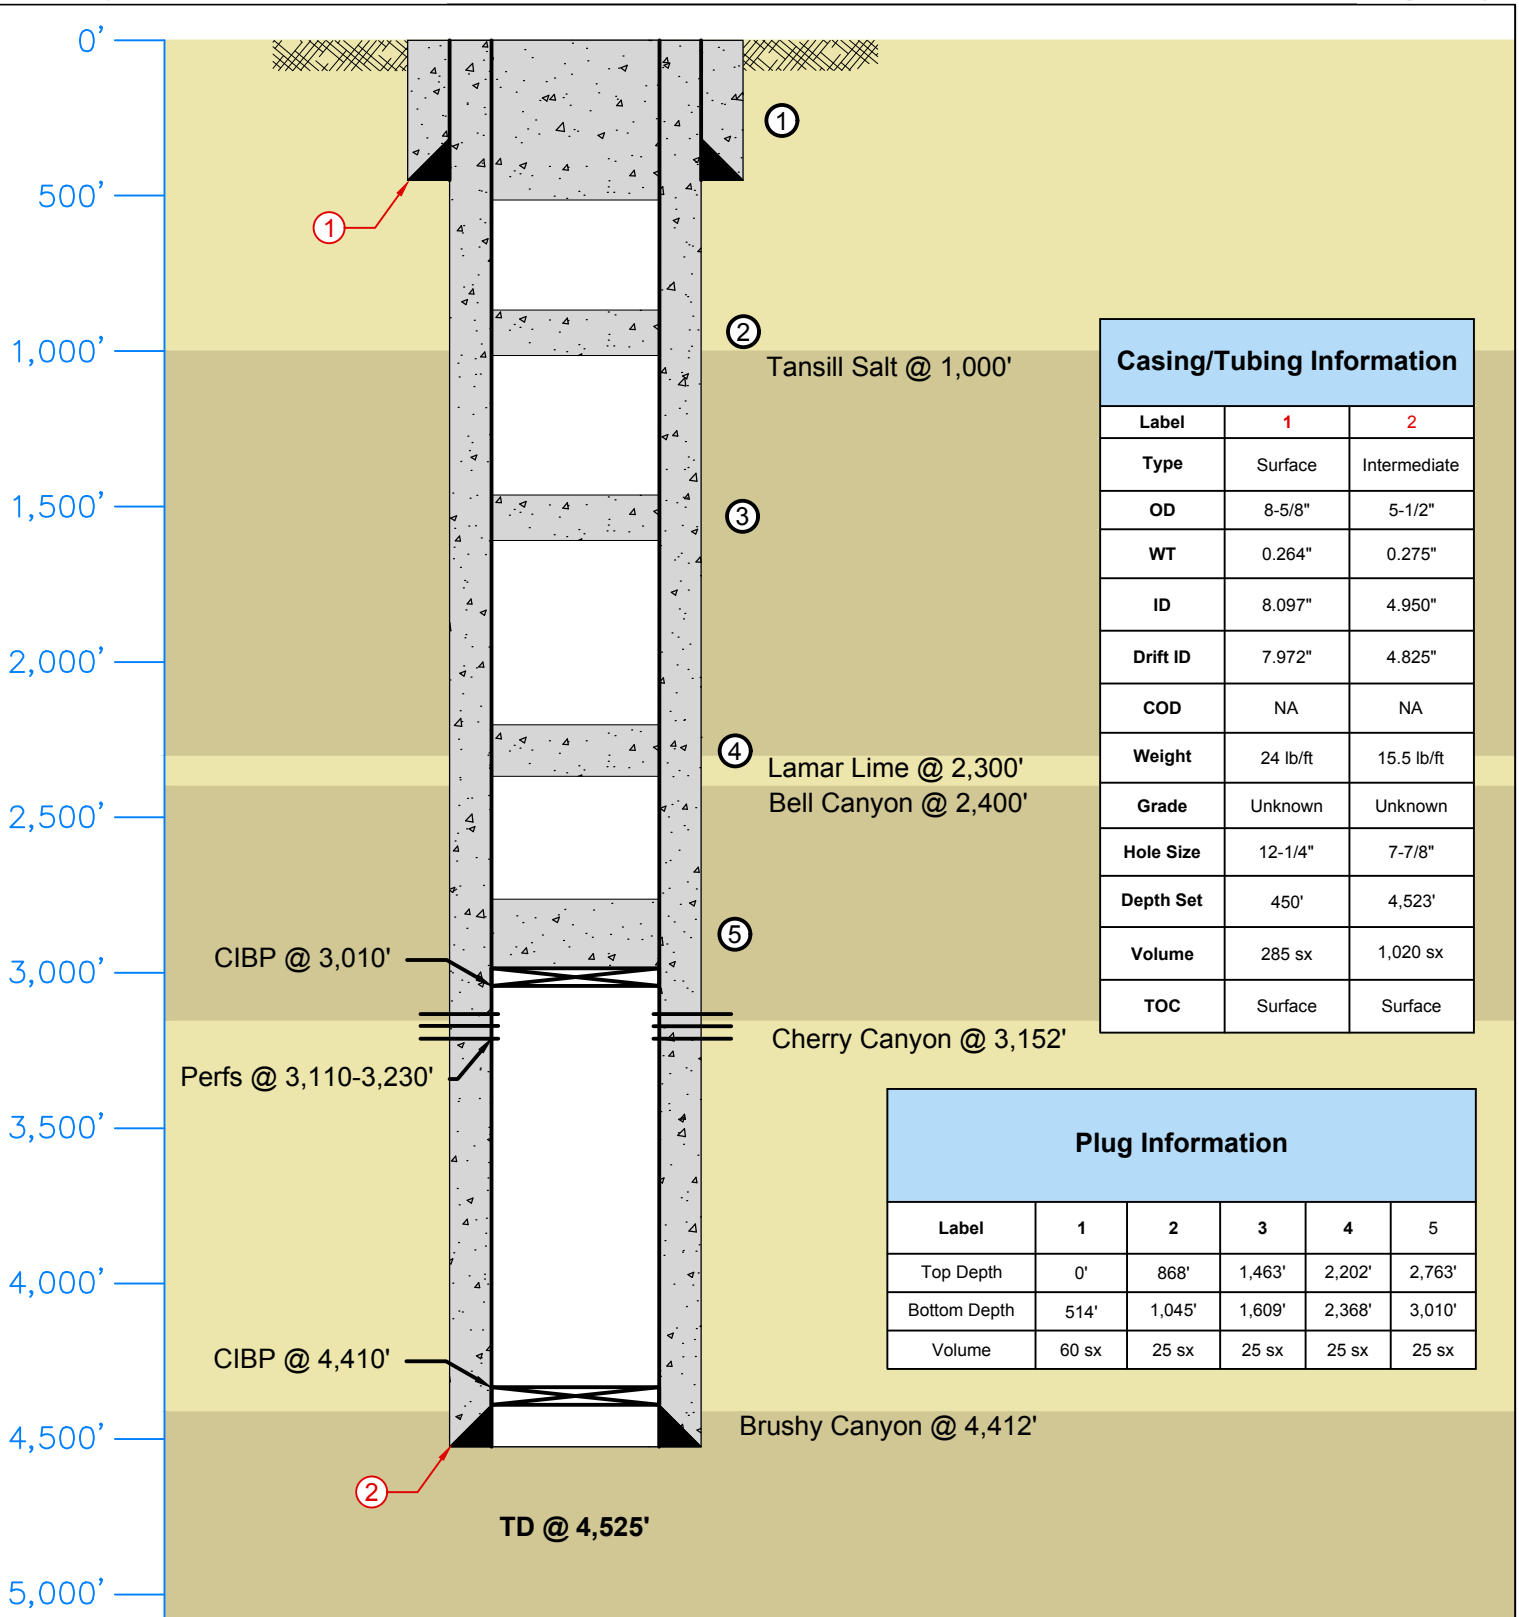 0'
1
500'
1
2
1,000'
Tansill Salt @ 1,000'
1,500'
3
2,000'
4
Lamar Lime @ 2,300'
Bell Canyon @ 2,400'
2,500'
5
CIBP @ 3,010'
3,000'
Cherry Canyon @ 3,152'
Perfs @ 3,110-3,230'
3,500'
4,000'
CIBP @ 4,410'
Brushy Canyon @ 4,412'
4,500'
2
TD @ 4,525'
5,000'
Casing/Tubing Information
Label 1 2
Type Surface Intermediate
OD 8-5/8" 5-1/2"
WT 0.264" 0.275"
ID 8.097" 4.950"
Drift ID 7.972" 4.825"
COD NA NA
Weight 24 lb/ft 15.5 lb/ft
Grade Unknown Unknown
Hole Size 12-1/4" 7-7/8"
Depth Set 450' 4,523'
Volume 285 sx 1,020 sx
TOC Surface Surface
Plug Information
Label 1 2 3 4 5
Top Depth 0' 868' 1,463' 2,202' 2,763'
Bottom Depth 514' 1,045' 1,609' 2,368' 3,010'
Volume 60 sx 25 sx 25 sx 25 sx 25 sx